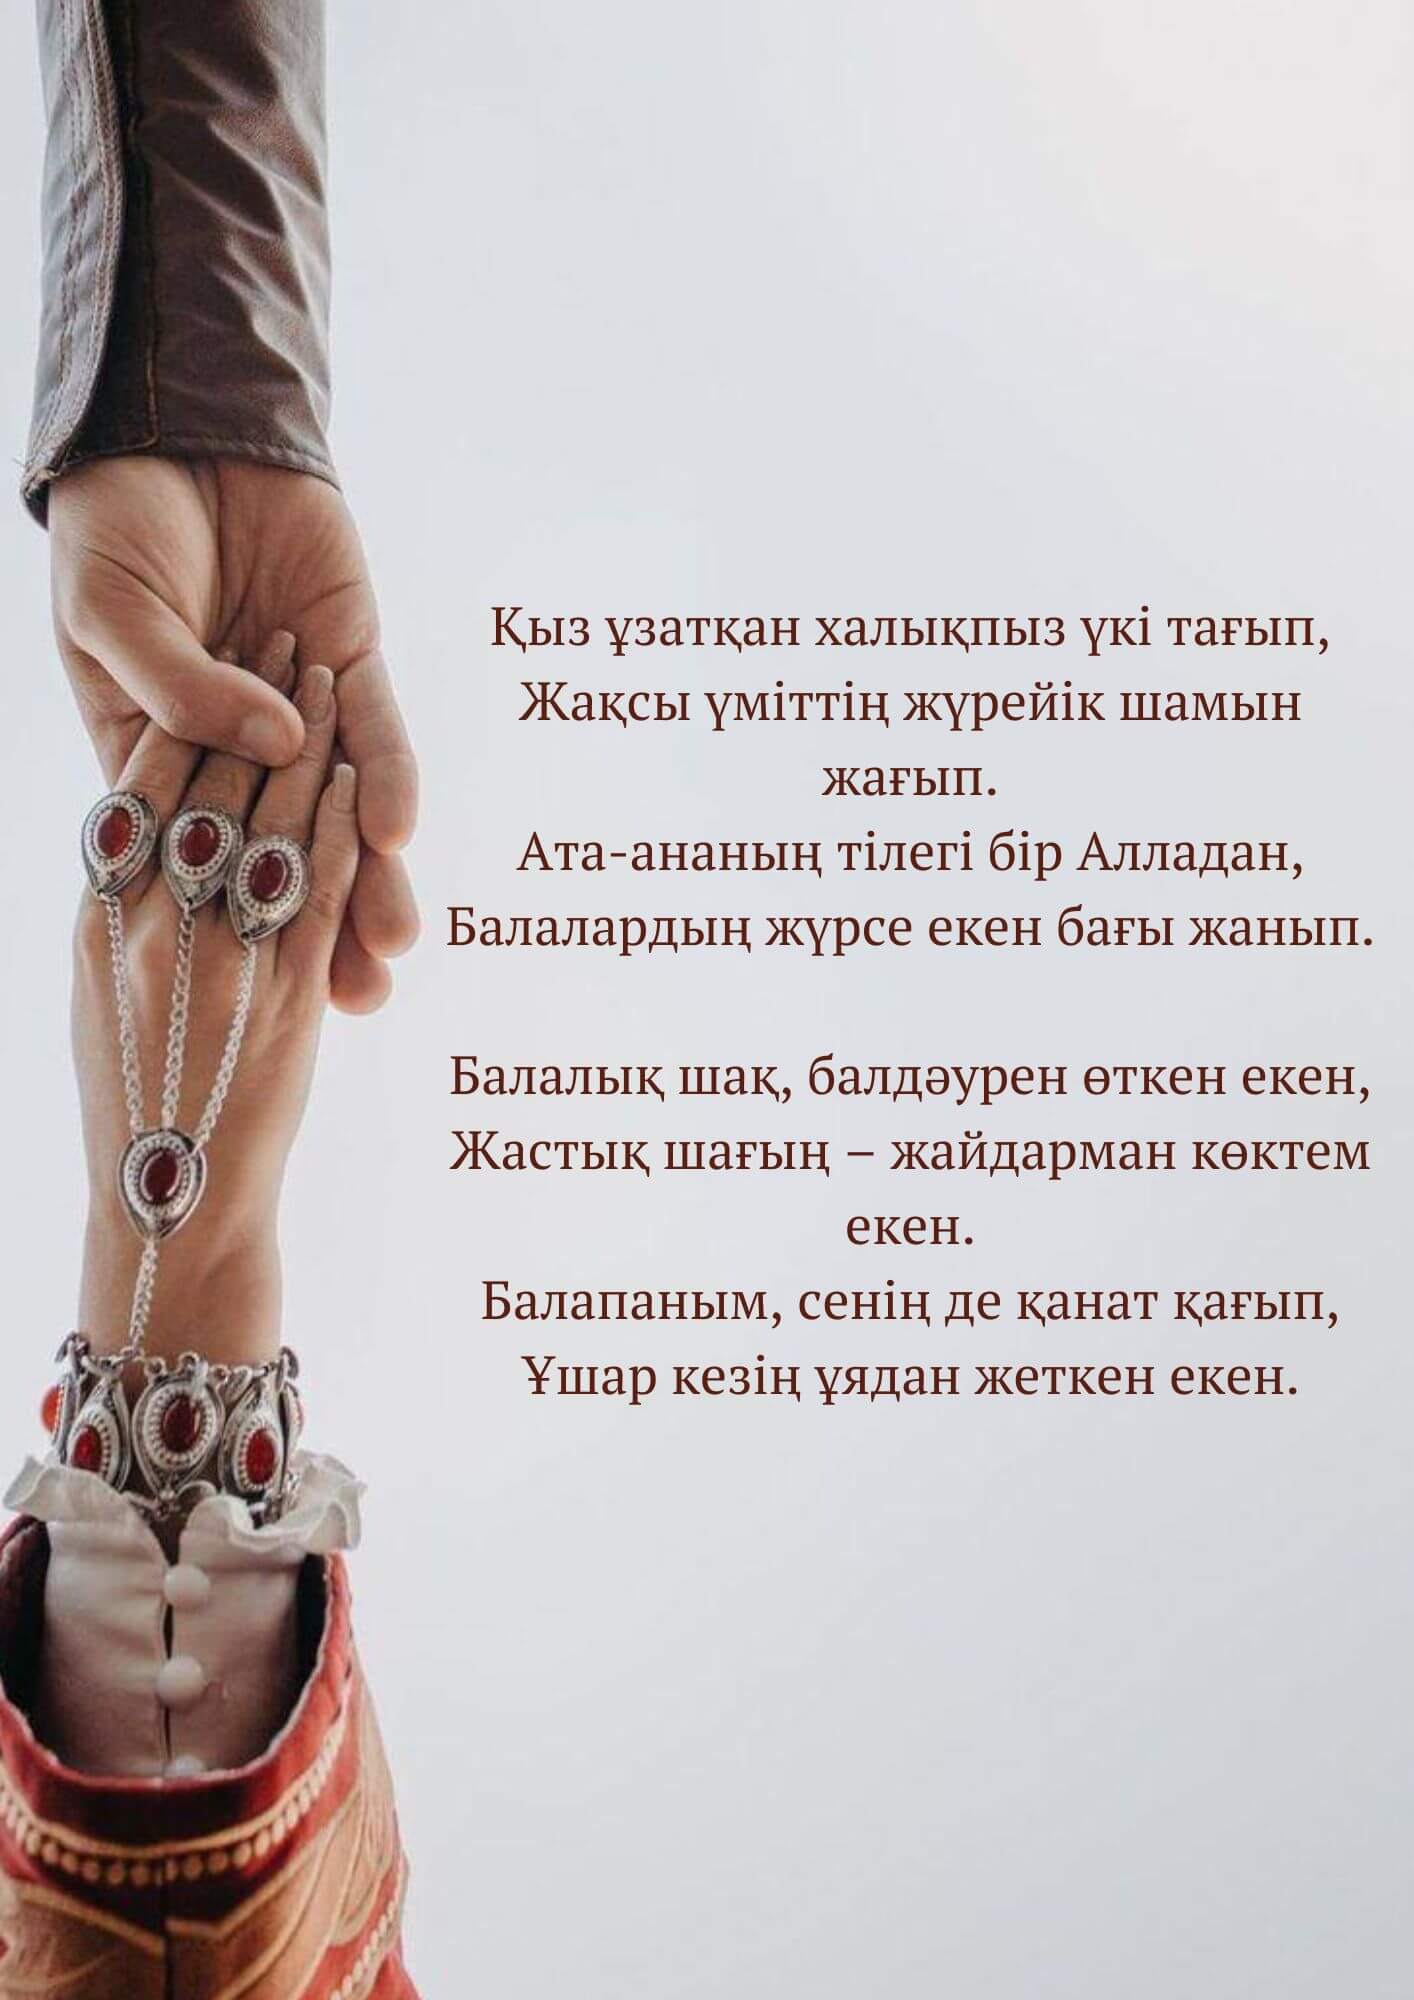 Қыз ұзатқан халықпыз үкі тағып,
Жақсы үміттің жүрейік шамын
жағып.
Ата-ананың тілегі бір Алладан,
Балалардың жүрсе екен бағы жанып.
Балалық шақ, балдәурен өткен екен,
Жастық шағың – жайдарман көктем
екен.
Балапаным, сенің де қанат қағып,
Ұшар кезің ұядан жеткен екен.